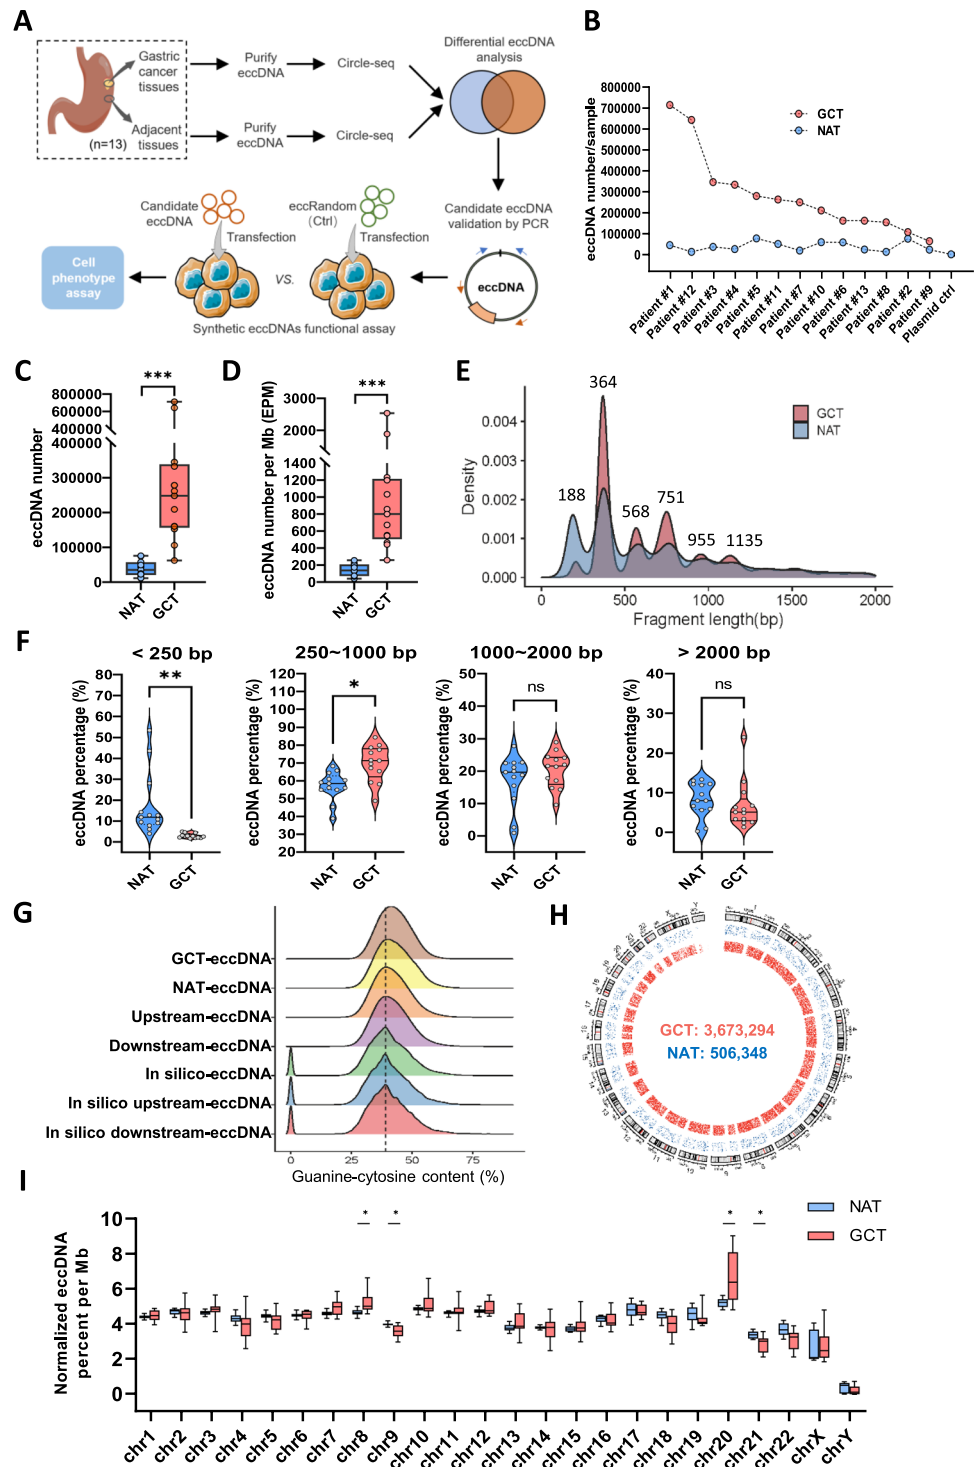 A
Gastric
cancer
tissues
Adjacent
tissues
(n=13)
Purify
eccDNA
Circle-seq
Purify
eccDNA
Circle-seq
Differential eccDNA
analysis
Candidate eccDNA
validation by PCR
eccDNA
Candidate
eccDNA
Transfection
eccRandom
(Ctrl)
Transfection
VS.
Cell
phenotype
assay
Synthetic eccDNAs functional assay
B
eccDNA number/sample
800000
700000
600000
500000
400000
300000
200000
100000
0
GCT
NAT
Patient #1
Patient #12
Patient #3
Patient #4
Patient #5
Patient #11
Patient #7
Patient #10
Patient #6
Patient #13
Patient #8
Patient #2
Patient #9
Plasmid ctrl
C
eccDNA number
800000
600000
400000
300000
200000
100000
0
***
NAT
GCT
D
eccDNA number per Mb (EPM)
3000
2000
1400
1200
1000
800
600
400
200
0
***
NAT
GCT
E
Density
0.004
0.003
0.002
0.001
0.000
364
188
568
751
955
1135
GCT
NAT
0
500
1000
1500
2000
Fragment length(bp)
F
< 250 bp
eccDNA percentage (%)
80
70
60
50
40
30
20
10
0
**
NAT
GCT
250~1000 bp
eccDNA percentage (%)
120
110
100
90
80
70
60
50
40
30
20
*
NAT
GCT
1000~2000 bp
eccDNA percentage (%)
50
40
30
20
10
0
ns
NAT
GCT
> 2000 bp
eccDNA percentage (%)
40
30
20
10
0
ns
NAT
GCT
G
GCT-eccDNA
NAT-eccDNA
Upstream-eccDNA
Downstream-eccDNA
In silico-eccDNA
In silico upstream-eccDNA
In silico downstream-eccDNA
0
25
50
75
Guanine-cytosine content (%)
H
GCT: 3,673,294
NAT: 506,348
I
Normalized eccDNA
percent per Mb
10
8
6
4
2
0
*
*
*
*
NAT
GCT
chr1
chr2
chr3
chr4
chr5
chr6
chr7
chr8
chr9
chr10
chr11
chr12
chr13
chr14
chr15
chr16
chr17
chr18
chr19
chr20
chr21
chr22
chrX
chrY